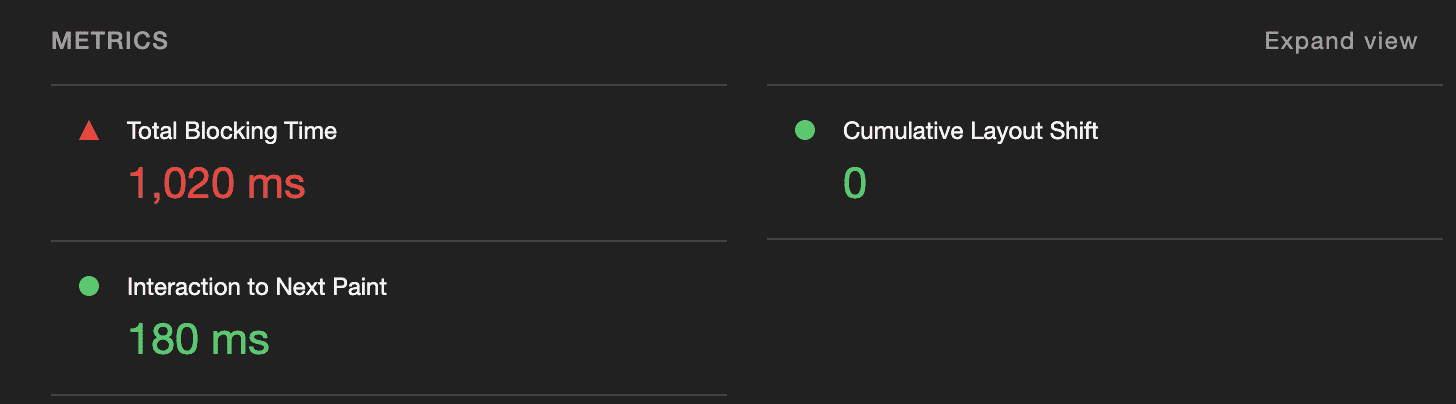 METRICS
Expand view
Total Blocking Time
1,020 ms
Cumulative Layout Shift
0
Interaction to Next Paint
180 ms